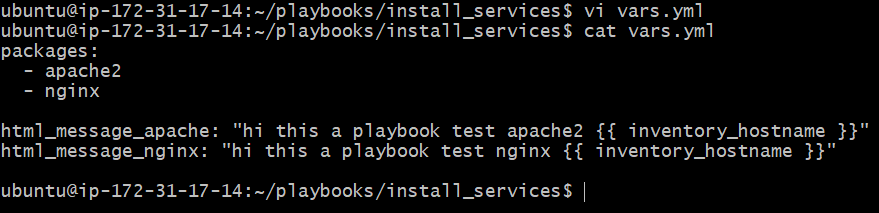 ubuntu@ip-172-31-17-14:~/playbooks/install_services$ vi vars.yml
ubuntu@ip-172-31-17-14:~/playbooks/install_services$ cat vars.yml
packages:
  - apache2
  - nginx

html_message_apache: "hi this a playbook test apache2 {{ inventory_hostname }}"
html_message_nginx: "hi this a playbook test nginx {{ inventory_hostname }}"

ubuntu@ip-172-31-17-14:~/playbooks/install_services$